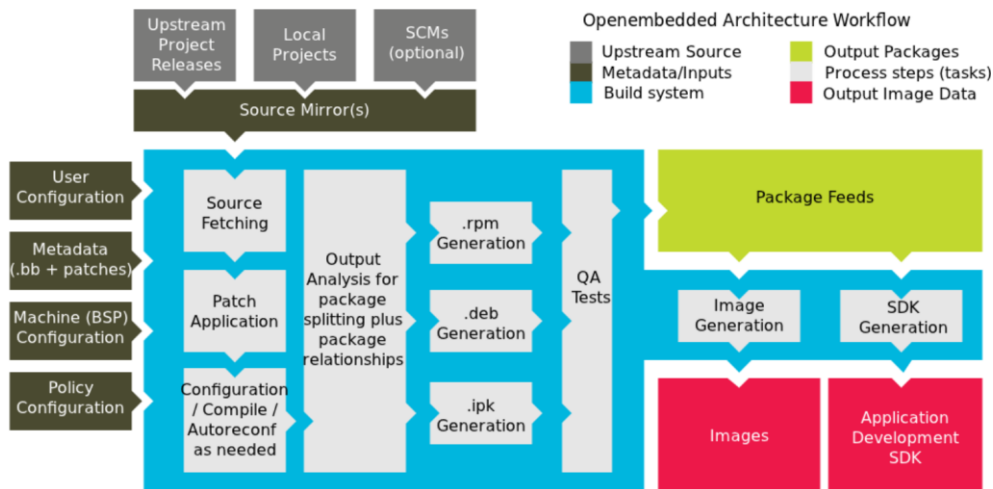 Openembedded Architecture Workflow
Upstream Source
Metadata/Inputs
Build system
Output Packages
Process steps (tasks)
Output Image Data
Upstream
Project
Releases
Local
Projects
SCMs
(optional)
Source Mirror(s)
User
Configuration
Metadata
(.bb + patches)
Machine (BSP)
Configuration
Policy
Configuration
Source
Fetching
Patch
Application
Configuration
/ Compile /
Autoreconf
as needed
Output
Analysis for
package
splitting plus
package
relationships
.rpm
Generation
.deb
Generation
.ipk
Generation
QA
Tests
Package Feeds
Image
Generation
SDK
Generation
Images
Application
Development
SDK